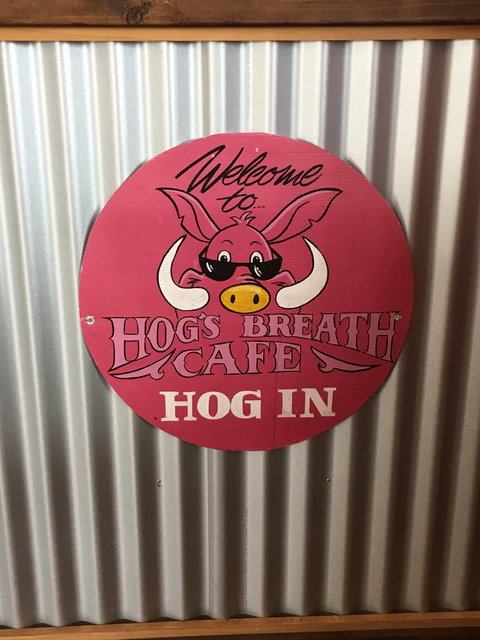 Welcome
to...
HOG'S BREATH
CAFE
HOG IN